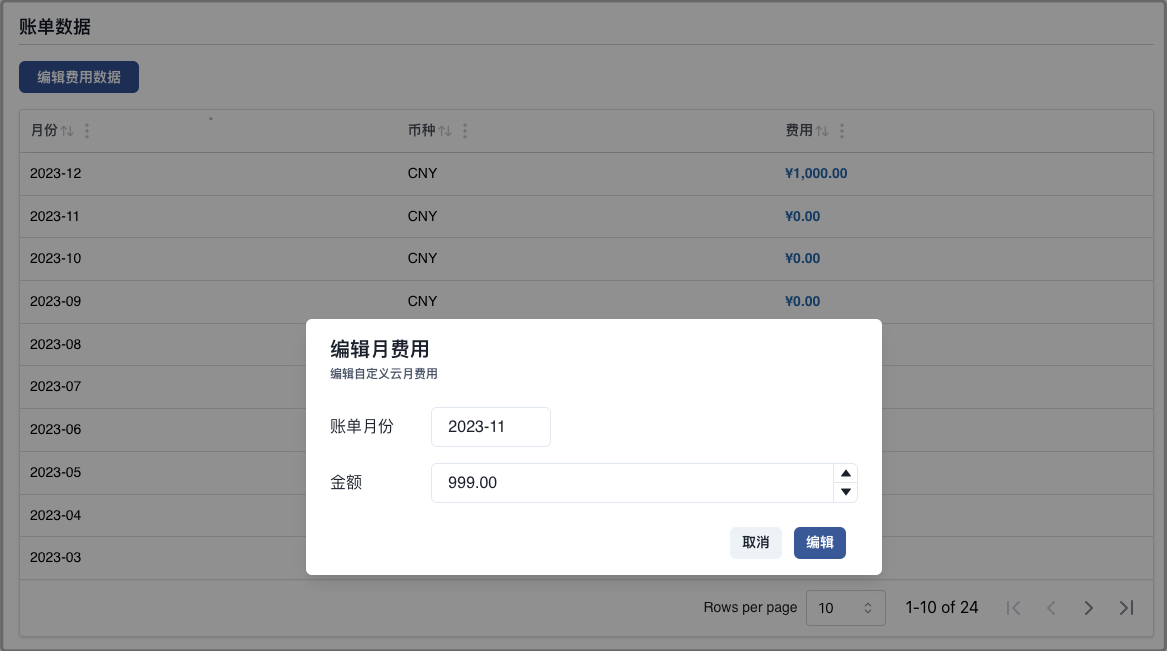 账单数据
编辑费用数据
月份 币种 费用
2023-12 CNY ¥1,000.00
2023-11 CNY ¥0.00
2023-10 CNY ¥0.00
2023-09 CNY ¥0.00
2023-08
2023-07
2023-06
2023-05
2023-04
2023-03
编辑月费用
编辑自定义云月费用
账单月份 2023-11
金额 999.00
取消 编辑
Rows per page 10 1-10 of 24